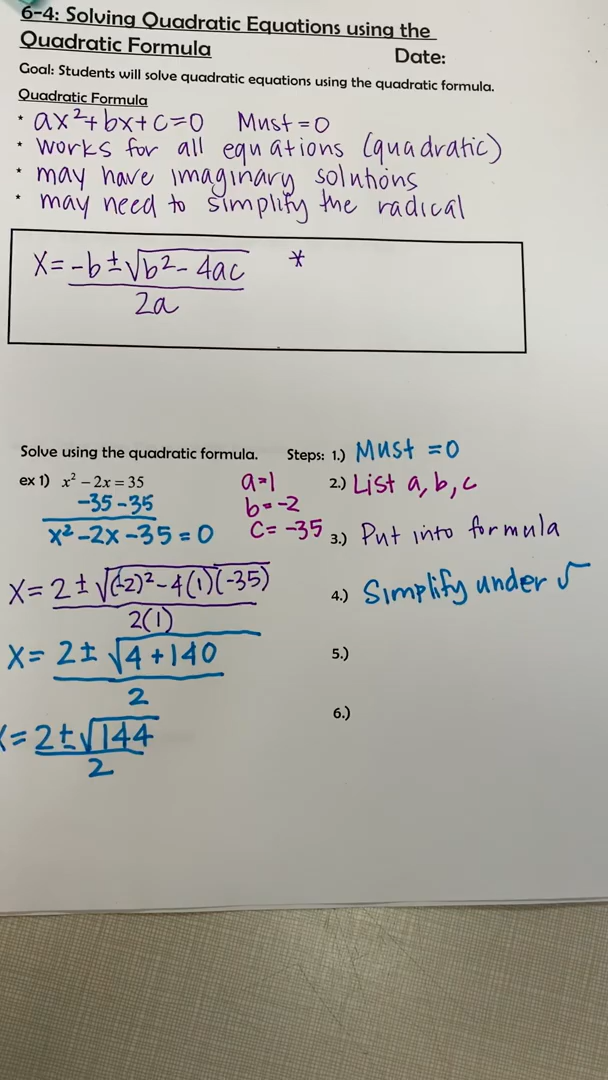 6-4: Solving Quadratic Equations using the
Quadratic Formula Date:
Goal: Students will solve quadratic equations using the quadratic formula.
Quadratic Formula
* ax²+bx+c=0 Must=0
* works for all equations (quadratic)
* may have imaginary solutions
* may need to simplify the radical
x=-b±√b²-4ac *
2a
Solve using the quadratic formula. Steps: 1.) Must =0
ex 1) x² – 2x = 35 a=1 2.) List a, b, c
-35 -35 b=-2
x²-2x-35=0 c=-35 3.) Put into formula
x=2±√(-2)²-4(1)(-35) 4.) Simplify under √
2(1)
x= 2± √4+140 5.)
2
6.)
x=2±√144
2